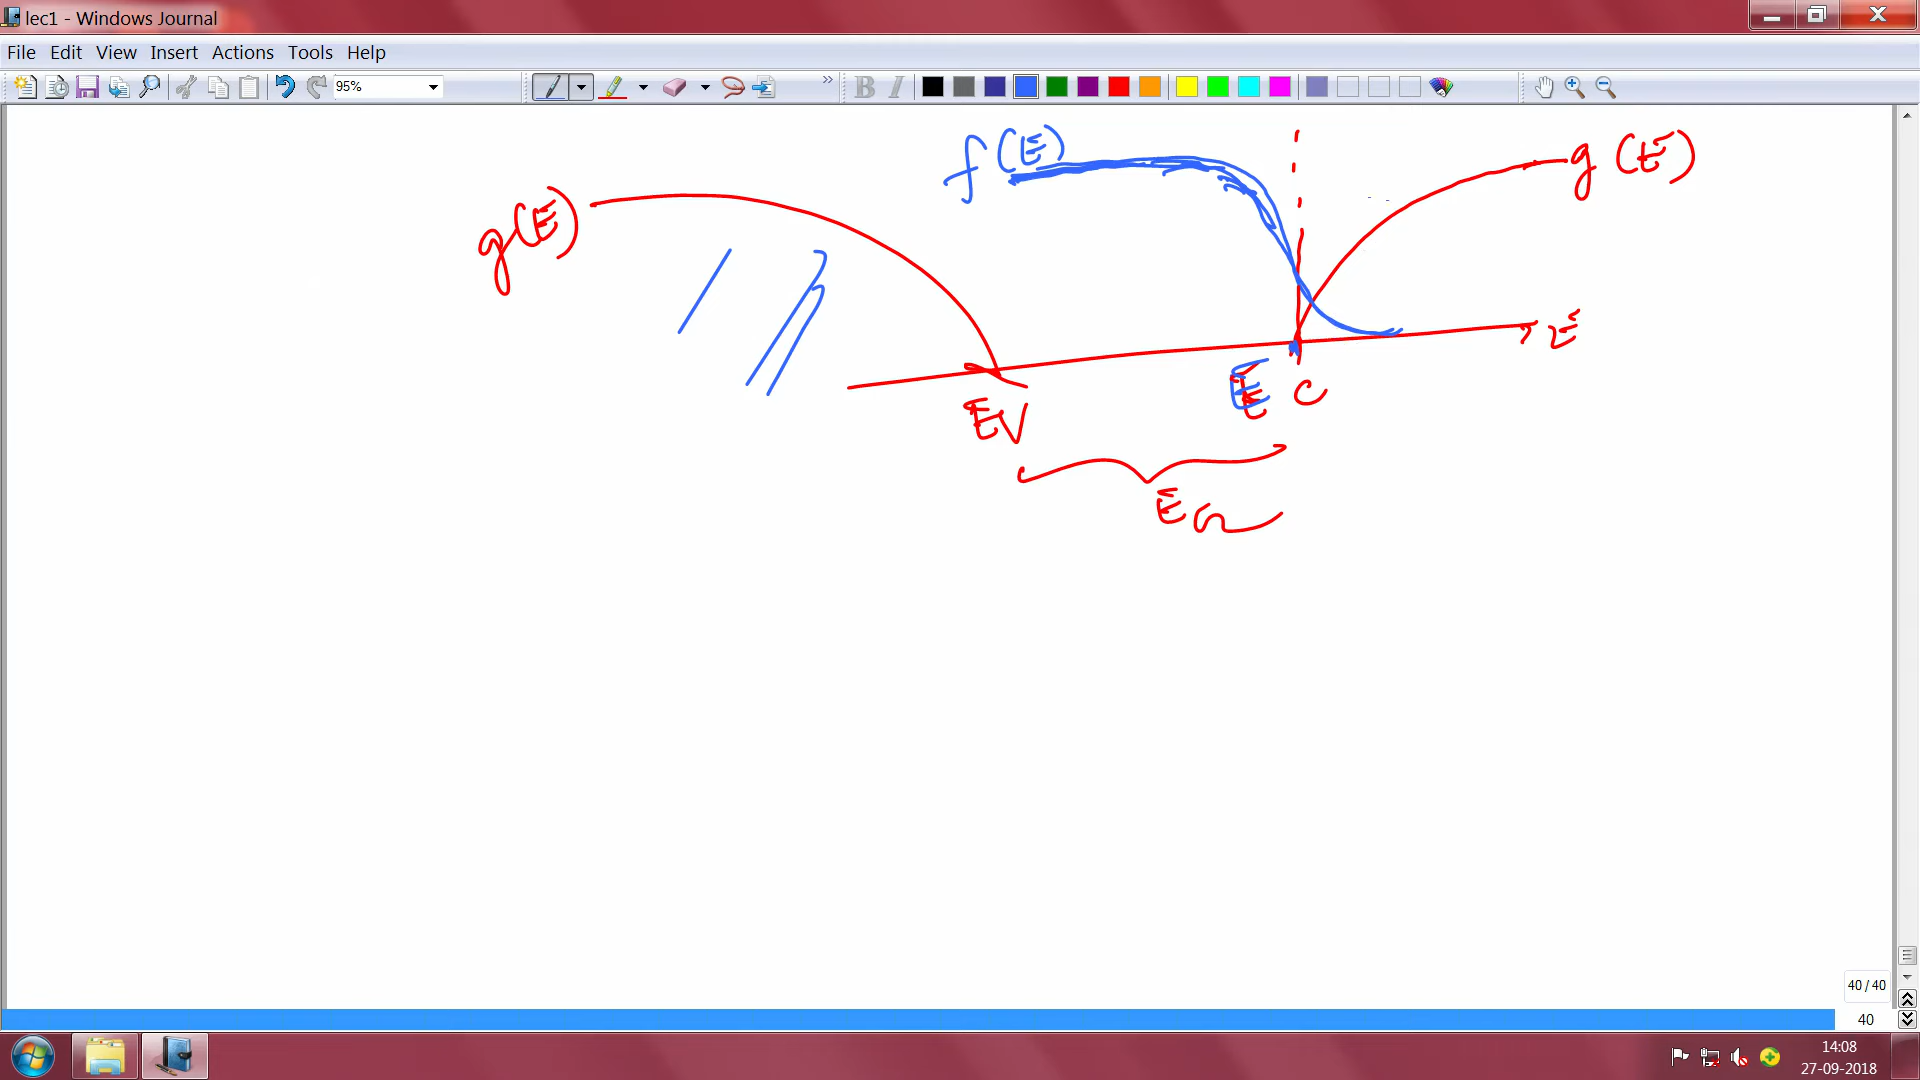 lec1 - Windows Journal
File Edit View Insert Actions Tools Help
95%
B I
f(E)
g(E)
g(E)
E
EV
EC
EG
40 / 40
40
14:08
27-09-2018